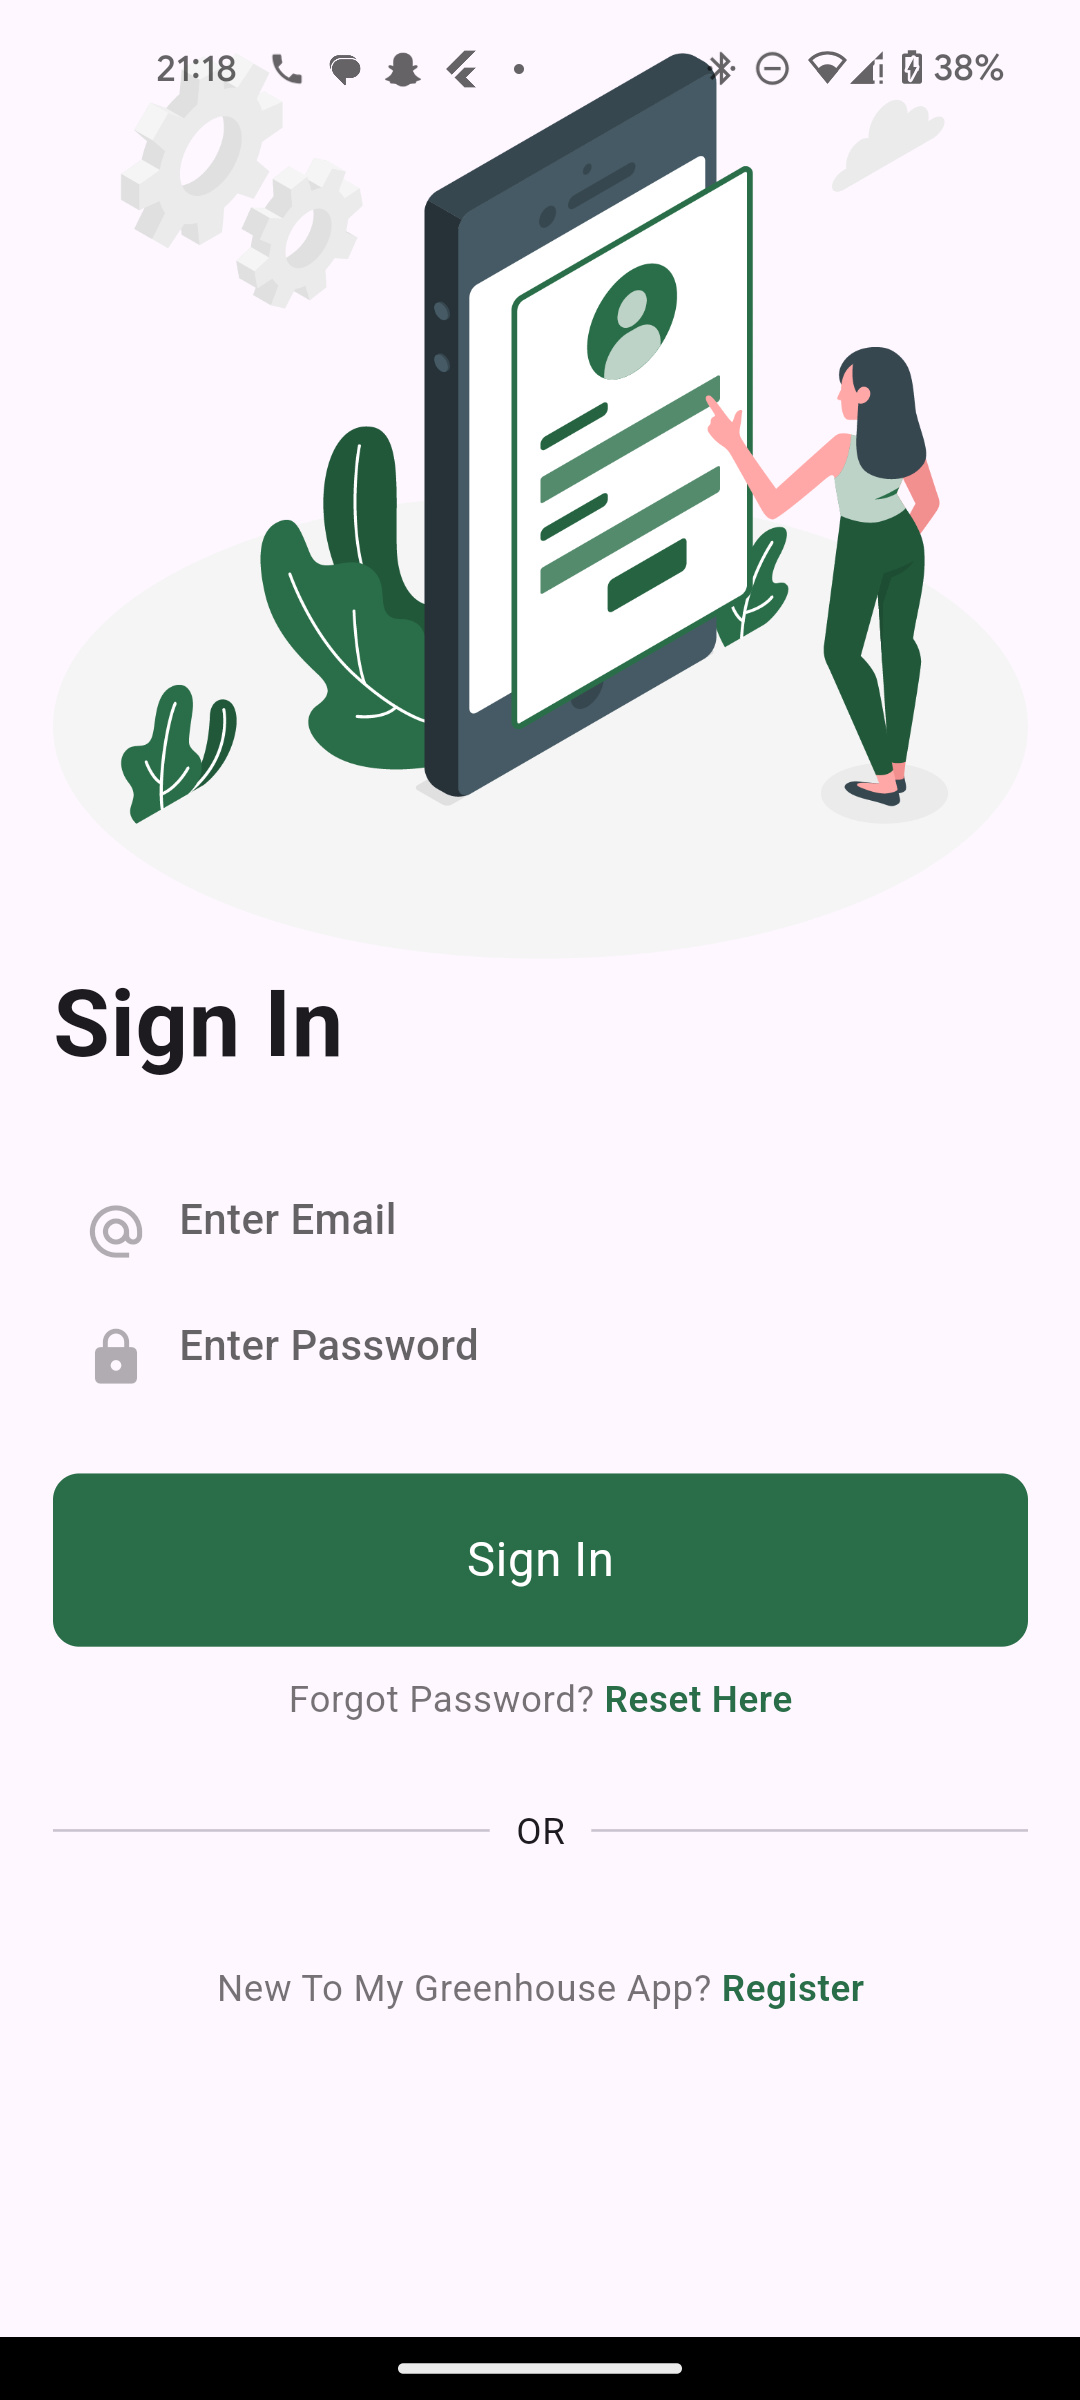 21:18 38%
Sign In
Enter Email
Enter Password
Sign In
Forgot Password? Reset Here
OR
New To My Greenhouse App? Register